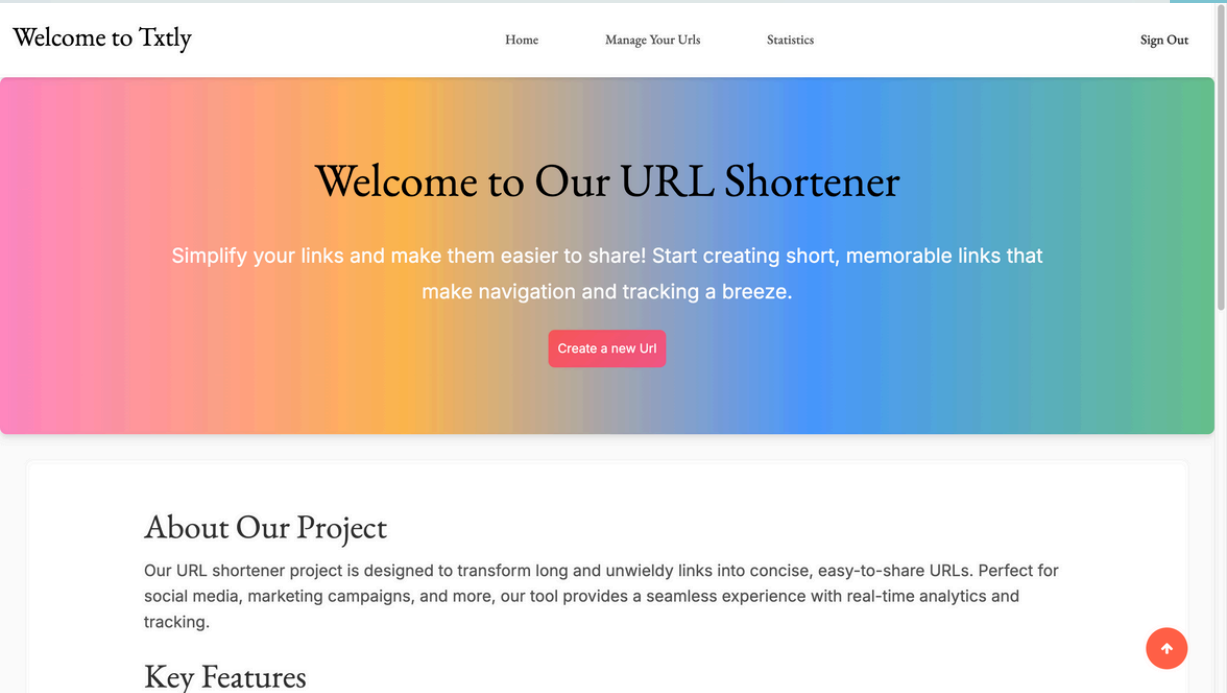 Welcome to Txtly
Home
Manage Your Urls
Statistics
Sign Out
Welcome to Our URL Shortener
Simplify your links and make them easier to share! Start creating short, memorable links that
make navigation and tracking a breeze.
Create a new Url
About Our Project
Our URL shortener project is designed to transform long and unwieldy links into concise, easy-to-share URLs. Perfect for
social media, marketing campaigns, and more, our tool provides a seamless experience with real-time analytics and
tracking.
Key Features